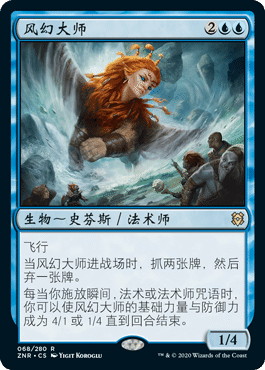 风幻大师 2
生物～史芬斯 / 法术师
飞行
当风幻大师进战场时，抓两张牌，然后
弃一张牌。
每当你施放瞬间，法术或法术师咒语时，
你可以使风幻大师的基础力量与防御力
成为 4/1 或 1/4 直到回合结束。
1/4
068/280 R
ZNR • CS YIGIT KOROGLU
™ & © 2020 Wizards of the Coast